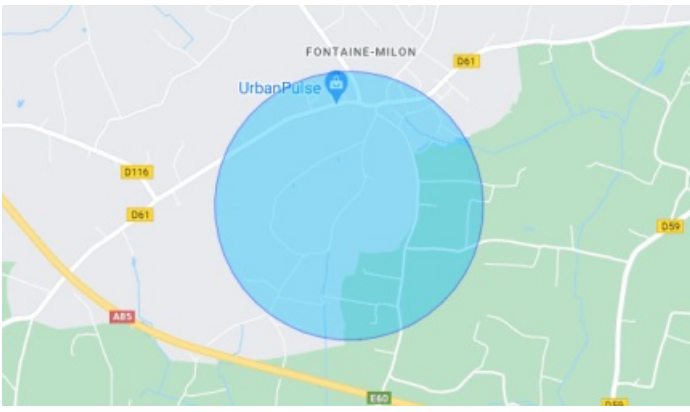 FONTAINE-MILON
D61
UrbanPulse
D116
D61
D59
A85
E60
D59